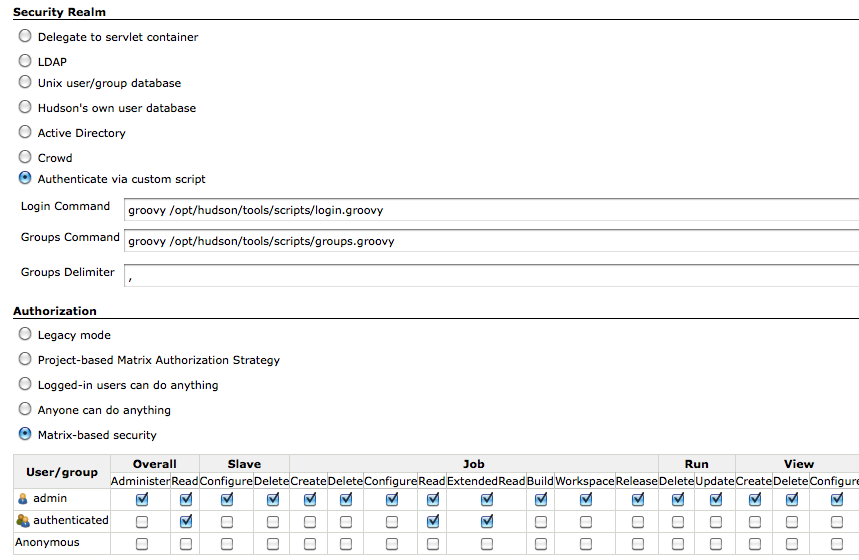 Security Realm
Delegate to servlet container
LDAP
Unix user/group database
Hudson's own user database
Active Directory
Crowd
Authenticate via custom script
Login Command groovy /opt/hudson/tools/scripts/login.groovy
Groups Command groovy /opt/hudson/tools/scripts/groups.groovy
Groups Delimiter ,
Authorization
Legacy mode
Project-based Matrix Authorization Strategy
Logged-in users can do anything
Anyone can do anything
Matrix-based security
User/group Overall Slave Job Run View
Administer Read Configure Delete Create Delete Configure Read ExtendedRead Build Workspace Release Delete Update Create Delete Configure
admin
authenticated
Anonymous